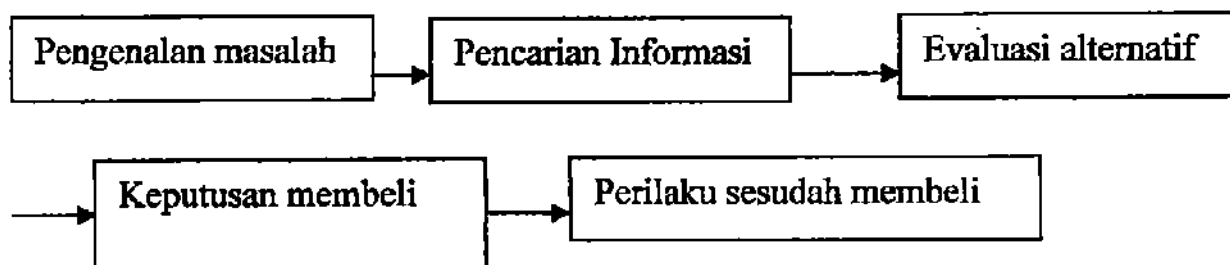 Pengenalan masalah
Pencarian Informasi
Evaluasi alternatif
Keputusan membeli
Perilaku sesudah membeli